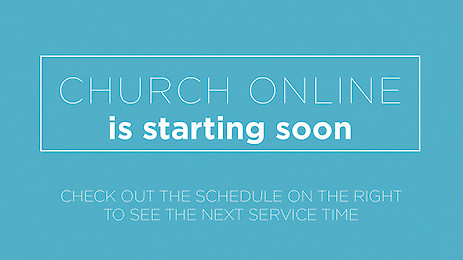 CHURCH ONLINE
is starting soon
CHECK OUT THE SCHEDULE ON THE RIGHT
TO SEE THE NEXT SERVICE TIME